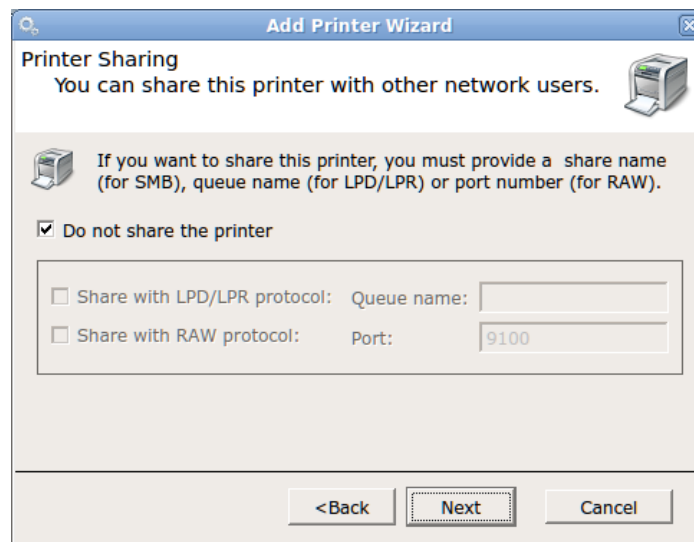 Add Printer Wizard
Printer Sharing
You can share this printer with other network users.
If you want to share this printer, you must provide a  share name
(for SMB), queue name (for LPD/LPR) or port number (for RAW).
Do not share the printer
Share with LPD/LPR protocol: Queue name:
Share with RAW protocol: Port: 9100
<Back Next Cancel